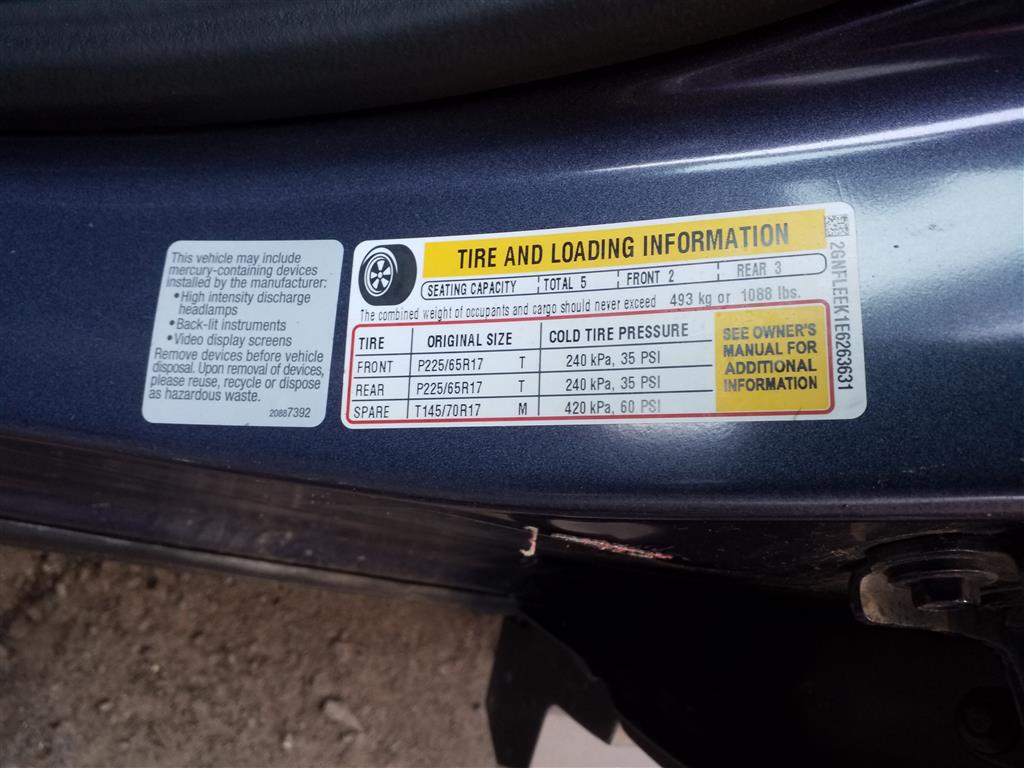 This vehicle may include
mercury-containing devices
installed by the manufacturer:
•High intensity discharge
headlamps
•Back-lit instruments
•Video display screens
Remove devices before vehicle
disposal. Upon removal of devices,
please reuse, recycle or dispose
as hazardous waste.
20887392
TIRE AND LOADING INFORMATION
SEATING CAPACITY TOTAL 5 FRONT 2 REAR 3
The combined weight of occupants and cargo should never exceed 493 kg or 1088 lbs.
TIRE ORIGINAL SIZE COLD TIRE PRESSURE
FRONT P225/65R17 T 240 kPa, 35 PSI
REAR P225/65R17 T 240 kPa, 35 PSI
SPARE T145/70R17 M 420 kPa, 60 PSI
SEE OWNER'S
MANUAL FOR
ADDITIONAL
INFORMATION
2GNFLEEK1E6263631